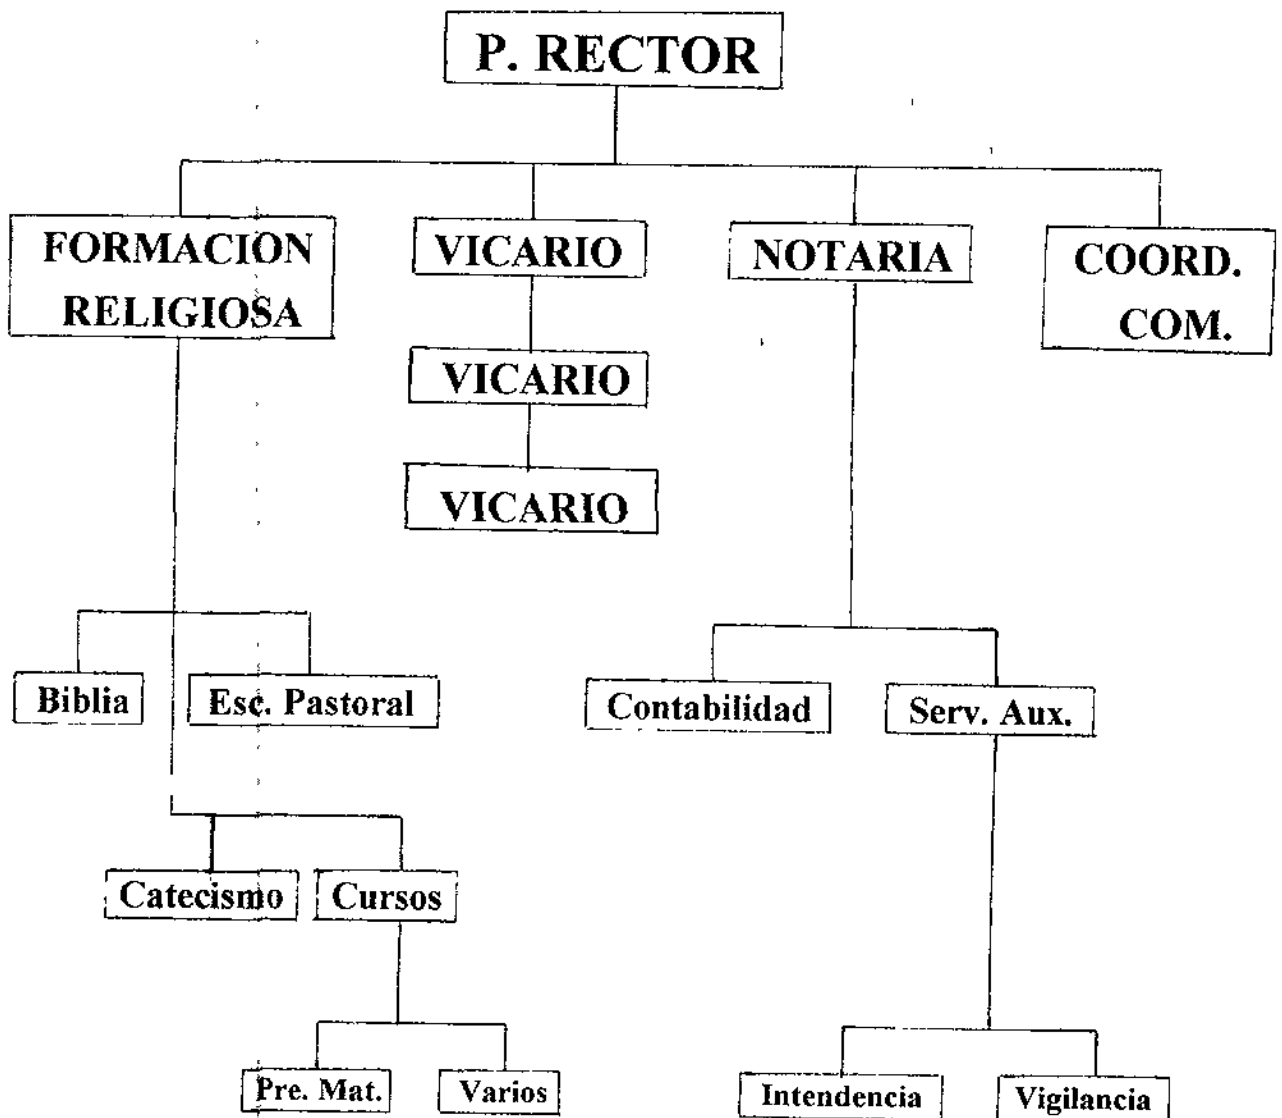 P. RECTOR
FORMACION
RELIGIOSA
VICARIO
NOTARIA
COORD.
COM.
VICARIO
VICARIO
Biblia
Esc. Pastoral
Contabilidad
Serv. Aux.
Catecismo
Cursos
Pre. Mat.
Varios
Intendencia
Vigilancia